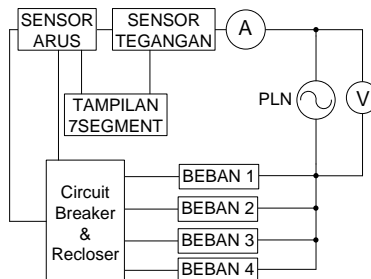 SENSOR
ARUS
SENSOR
TEGANGAN
A
PLN
V
TAMPILAN
7SEGMENT
Circuit
Breaker
&
Recloser
BEBAN 1
BEBAN 2
BEBAN 3
BEBAN 4